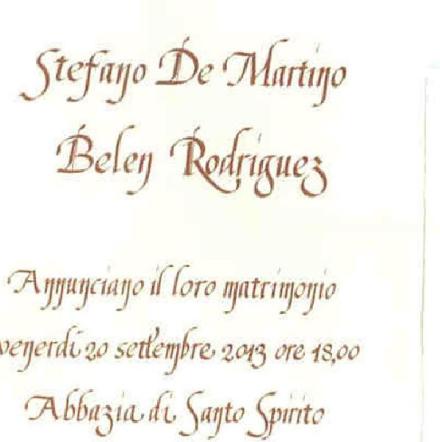 Stefano De Martino
Belen Rodriguez
Annunciano il loro matrimonio
venerdi 20 settembre 2013 ore 18,00
Abbazia di Santo Spirito